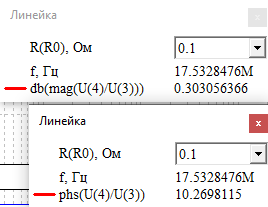 Линейка
R(R0), Ом 0.1
f, Гц 17.5328476M
db(mag(U(4)/U(3))) 0.303056366
Линейка x
R(R0), Ом 0.1
f, Гц 17.5328476M
phs(U(4)/U(3)) 10.2698115